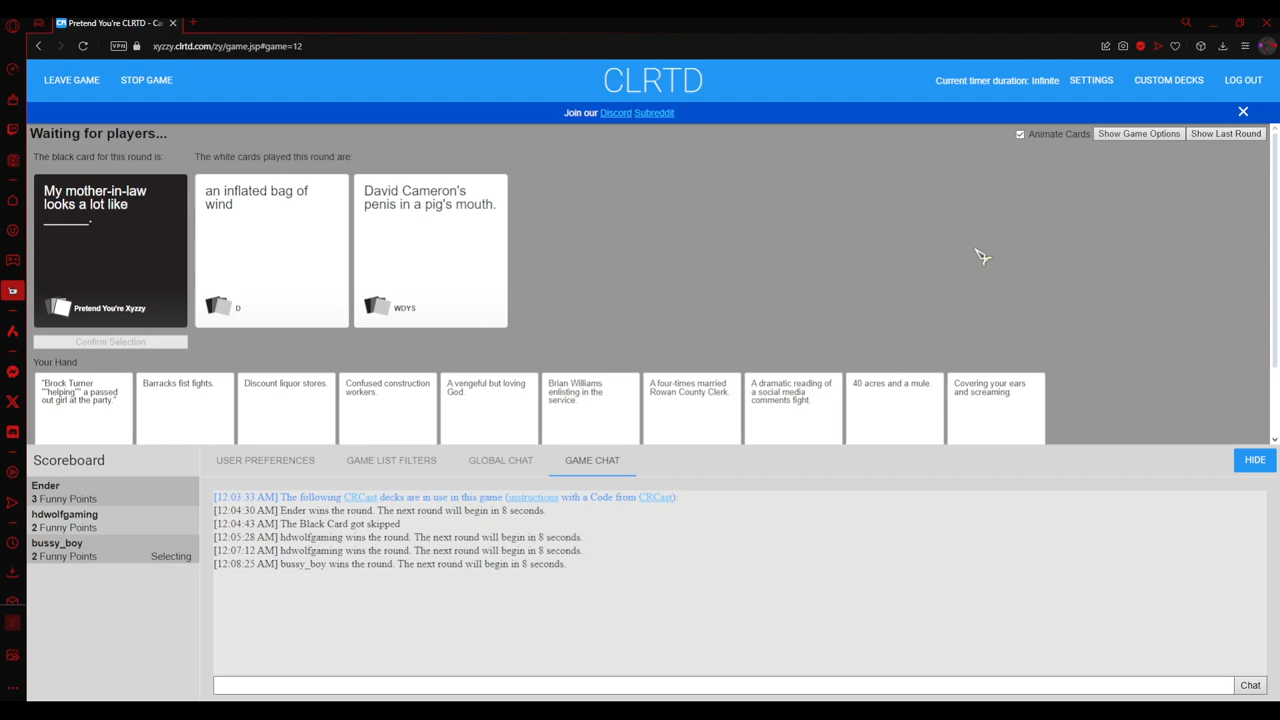 Pretend You're CLRTD - Ca
VPN
xyzzy.clrtd.com/zy/game.jsp#game=12
LEAVE GAME
STOP GAME
CLRTD
Current timer duration: Infinite
SETTINGS
CUSTOM DECKS
LOG OUT
Join our Discord Subreddit
Waiting for players...
Animate Cards
Show Game Options
Show Last Round
The black card for this round is:
The white cards played this round are:
My mother-in-law
looks a lot like
______.
Pretend You're Xyzzy
an inflated bag of
wind
D
David Cameron's
penis in a pig's mouth.
WDYS
Confirm Selection
Your Hand
"Brock Turner
""helping"" a passed
out girl at the party."
Barracks fist fights.
Discount liquor stores.
Confused construction
workers.
A vengeful but loving
God.
Brian Williams
enlisting in the
service.
A four-times married
Rowan County Clerk.
A dramatic reading of
a social media
comments fight.
40 acres and a mule.
Covering your ears
and screaming.
Scoreboard
Ender
3 Funny Points
hdwolfgaming
2 Funny Points
bussy_boy
2 Funny Points
Selecting
USER PREFERENCES
GAME LIST FILTERS
GLOBAL CHAT
GAME CHAT
HIDE
[12:03:33 AM] The following CRCast decks are in use in this game (instructions with a Code from CRCast):
[12:04:30 AM] Ender wins the round. The next round will begin in 8 seconds.
[12:04:43 AM] The Black Card got skipped
[12:05:28 AM] hdwolfgaming wins the round. The next round will begin in 8 seconds.
[12:07:12 AM] hdwolfgaming wins the round. The next round will begin in 8 seconds.
[12:08:25 AM] bussy_boy wins the round. The next round will begin in 8 seconds.
Chat